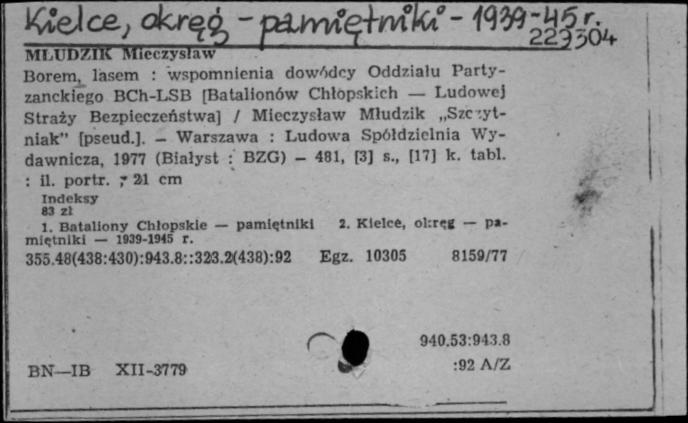 Kielce, okręg - pamiętniki - 1939-45 r.
223304
MŁUDZIK Mieczysław
Borem, lasem : wspomnienia dowódcy Oddziału Party-
zanckiego BCh-LSB [Batalionów Chłopskich — Ludowej
Straży Bezpieczeństwa] / Mieczysław Młudzik „Szczyt-
niak” [pseud.]. — Warszawa : Ludowa Spółdzielnia Wy-
dawnicza, 1977 (Białyst : BZG) — 481, [3] s., [17] k. tabl.
: il. portr. ; 21 cm
Indeksy
83 zł
1. Bataliony Chłopskie — pamiętniki 2. Kielce, okręg — pa-
miętniki — 1939-1945 r.
355.48(438:430):943.8::323.2(438):92 Egz. 10305 8159/77
940.53:943.8
BN—IB XII-3779 :92 A/Z